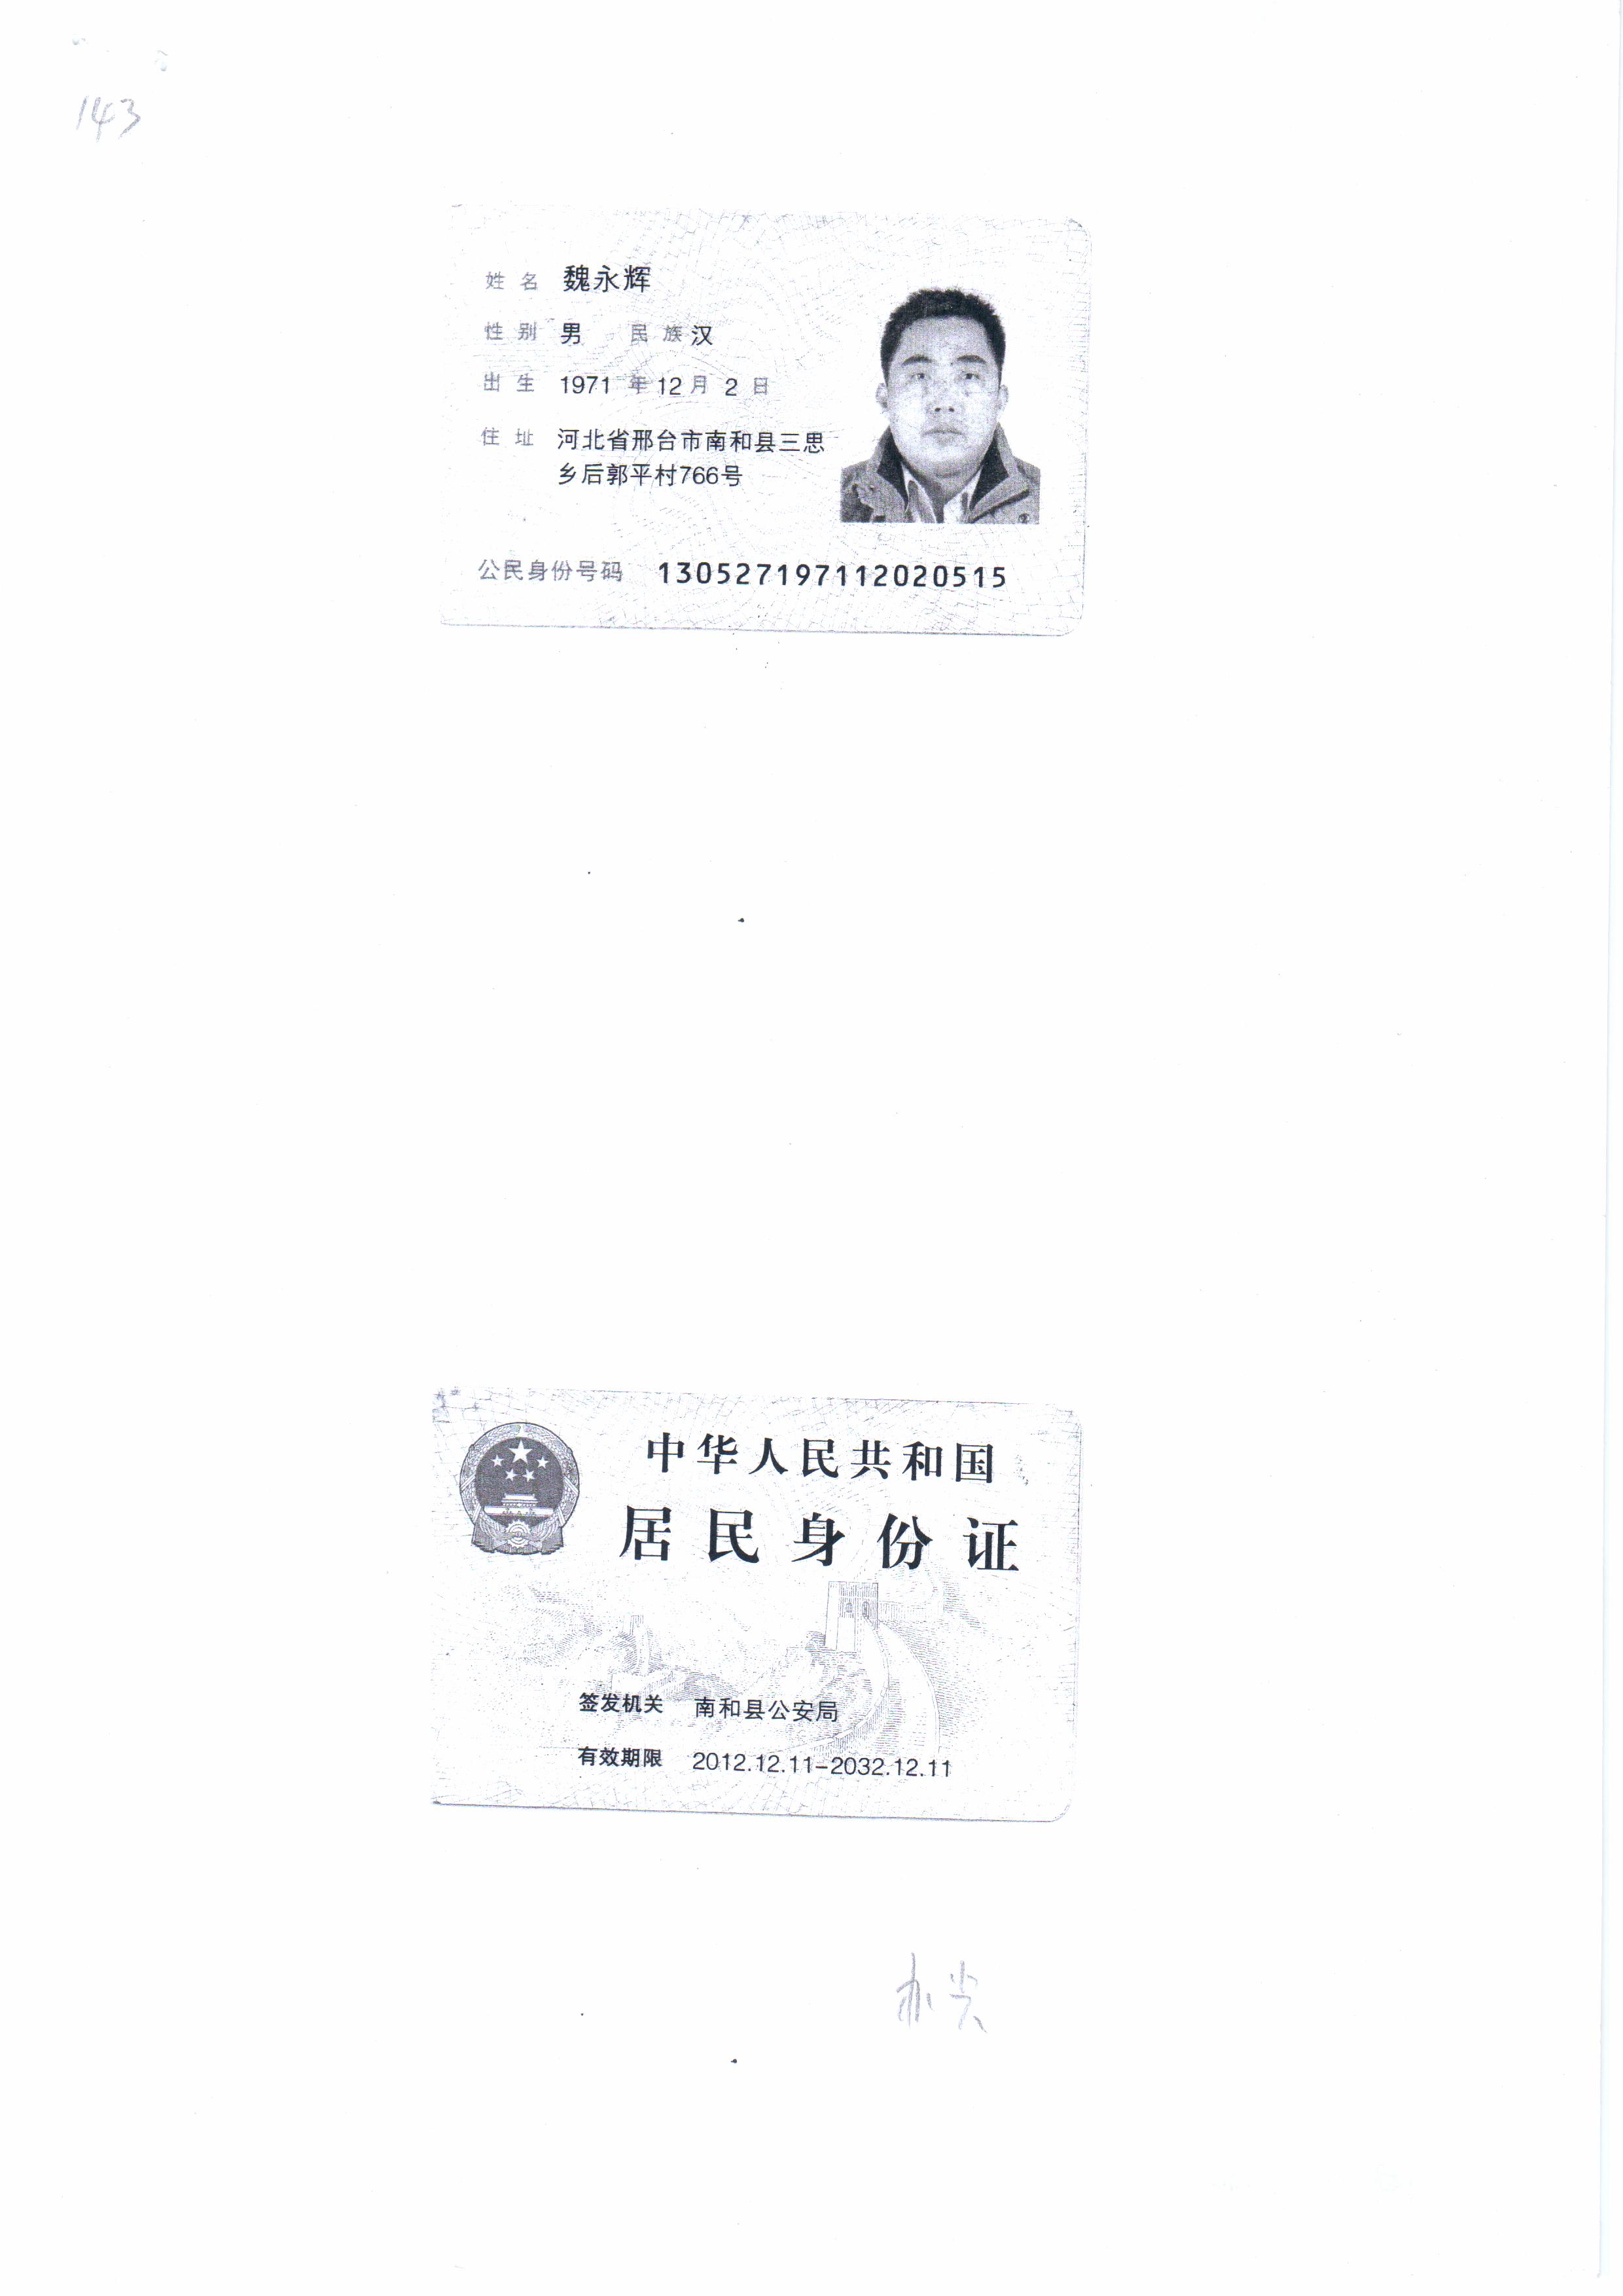 143
姓名 魏永辉
性别 男 民族 汉
出生 1971 年 12 月 2 日
住址 河北省邢台市南和县三思
乡后郭平村766号
公民身份号码 130527197112020515
中华人民共和国
居民身份证
签发机关 南和县公安局
有效期限 2012.12.11-2032.12.11